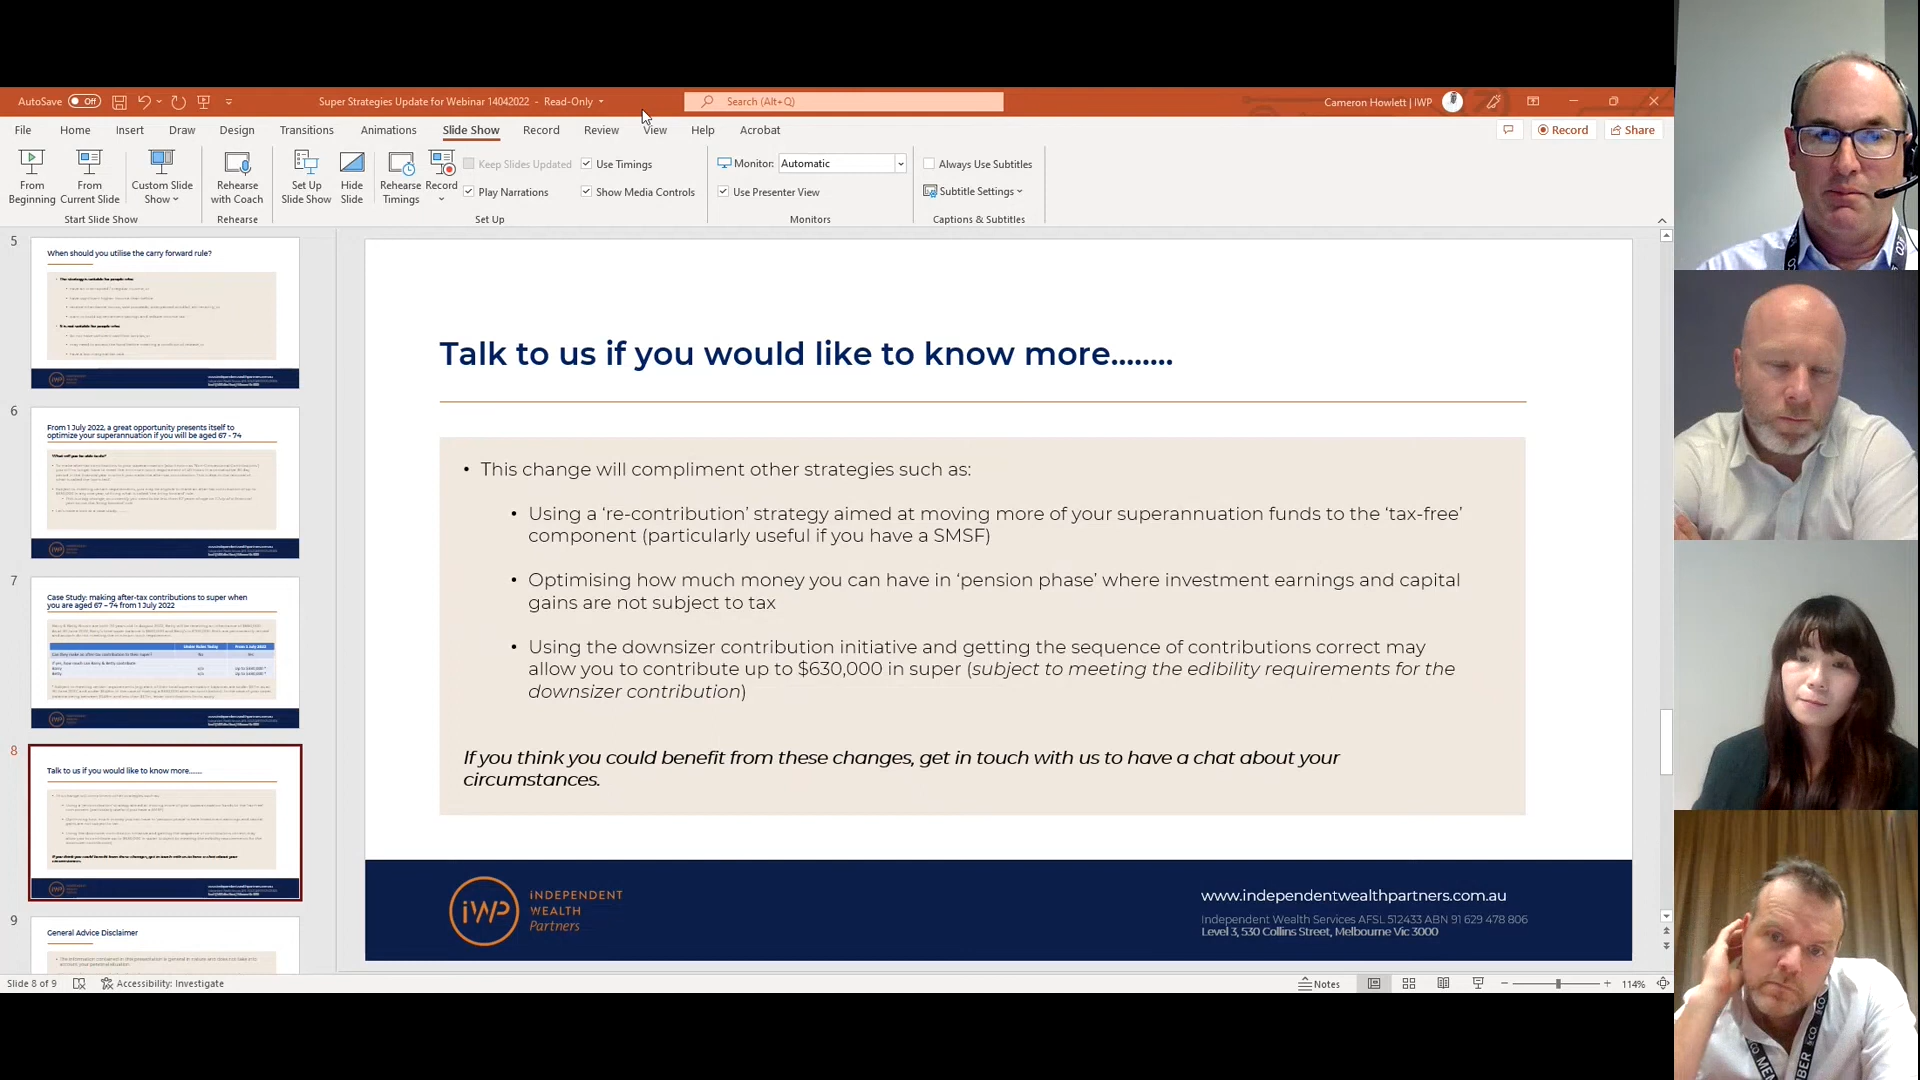 AutoSave Off
Super Strategies Update for Webinar 14042022 - Read-Only
Search (Alt+Q)
Cameron Howlett | IWP
File Home Insert Draw Design Transitions Animations Slide Show Record Review View Help Acrobat
Record Share
From Beginning
From Current Slide
Custom Slide Show
Start Slide Show
Rehearse with Coach
Rehearse
Set Up Slide Show
Hide Slide
Rehearse Timings
Record
Keep Slides Updated
Play Narrations
Use Timings
Show Media Controls
Set Up
Monitor: Automatic
Use Presenter View
Monitors
Always Use Subtitles
Subtitle Settings
Captions & Subtitles
5
When should you utilise the carry forward rule?
6
From 1 July 2022, a great opportunity presents itself to
optimize your superannuation if you will be aged 67 - 74
7
Case Study: making after-tax contributions to super when
you are aged 67 – 74 from 1 July 2022
8
Talk to us if you would like to know more........
9
General Advice Disclaimer
Talk to us if you would like to know more........
• This change will compliment other strategies such as:
• Using a ‘re-contribution’ strategy aimed at moving more of your superannuation funds to the ‘tax-free’
component (particularly useful if you have a SMSF)
• Optimising how much money you can have in ‘pension phase’ where investment earnings and capital
gains are not subject to tax
• Using the downsizer contribution initiative and getting the sequence of contributions correct may
allow you to contribute up to $630,000 in super (subject to meeting the edibility requirements for the
downsizer contribution)
If you think you could benefit from these changes, get in touch with us to have a chat about your
circumstances.
iWP
INDEPENDENT
WEALTH
Partners
www.independentwealthpartners.com.au
Independent Wealth Services AFSL 512433 ABN 91 629 478 806
Level 3, 530 Collins Street, Melbourne Vic 3000
Slide 8 of 9
Accessibility: Investigate
Notes
114%